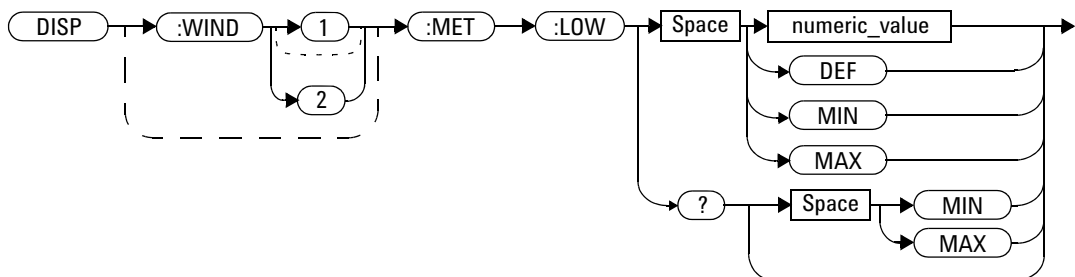 DISP :WIND 1 :MET :LOW Space numeric_value
2 DEF
MIN
MAX
? Space MIN
MAX